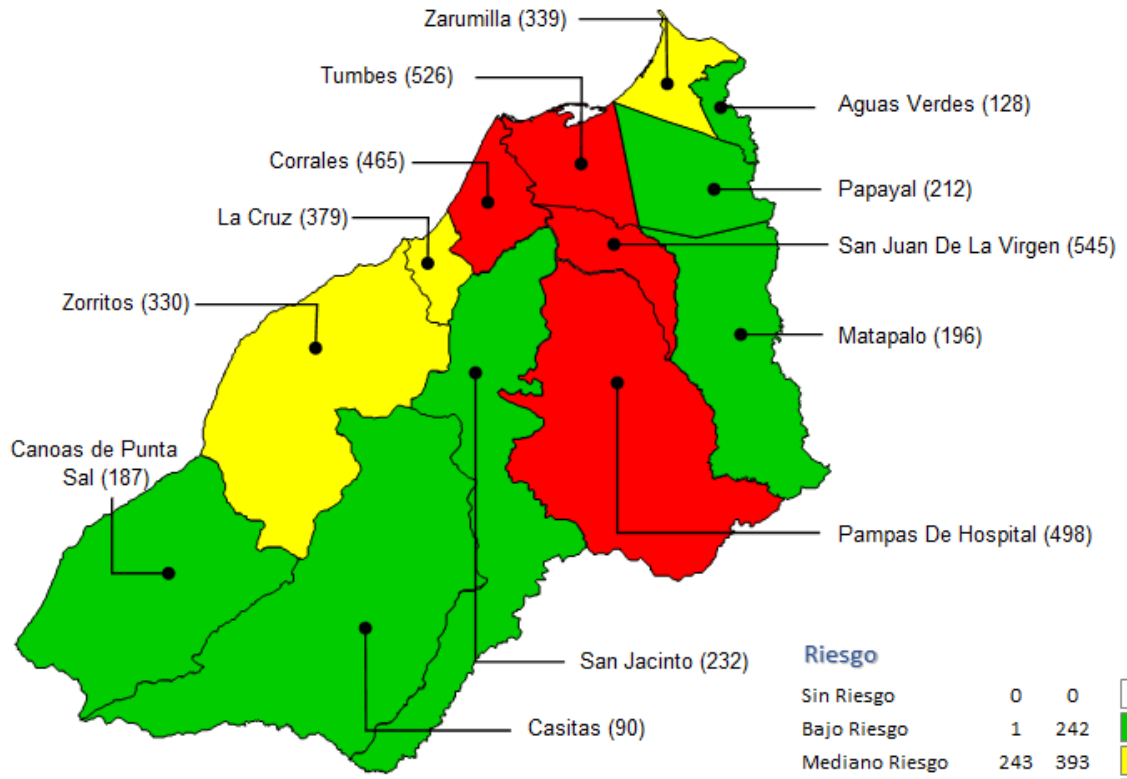 Zarumilla (339)
Tumbes (526)
Aguas Verdes (128)
Corrales (465)
Papayal (212)
La Cruz (379)
San Juan De La Virgen (545)
Zorritos (330)
Matapalo (196)
Canoas de Punta
Sal (187)
Pampas De Hospital (498)
San Jacinto (232)
Casitas (90)
Riesgo
Sin Riesgo 0 0
Bajo Riesgo 1 242
Mediano Riesgo 243 393